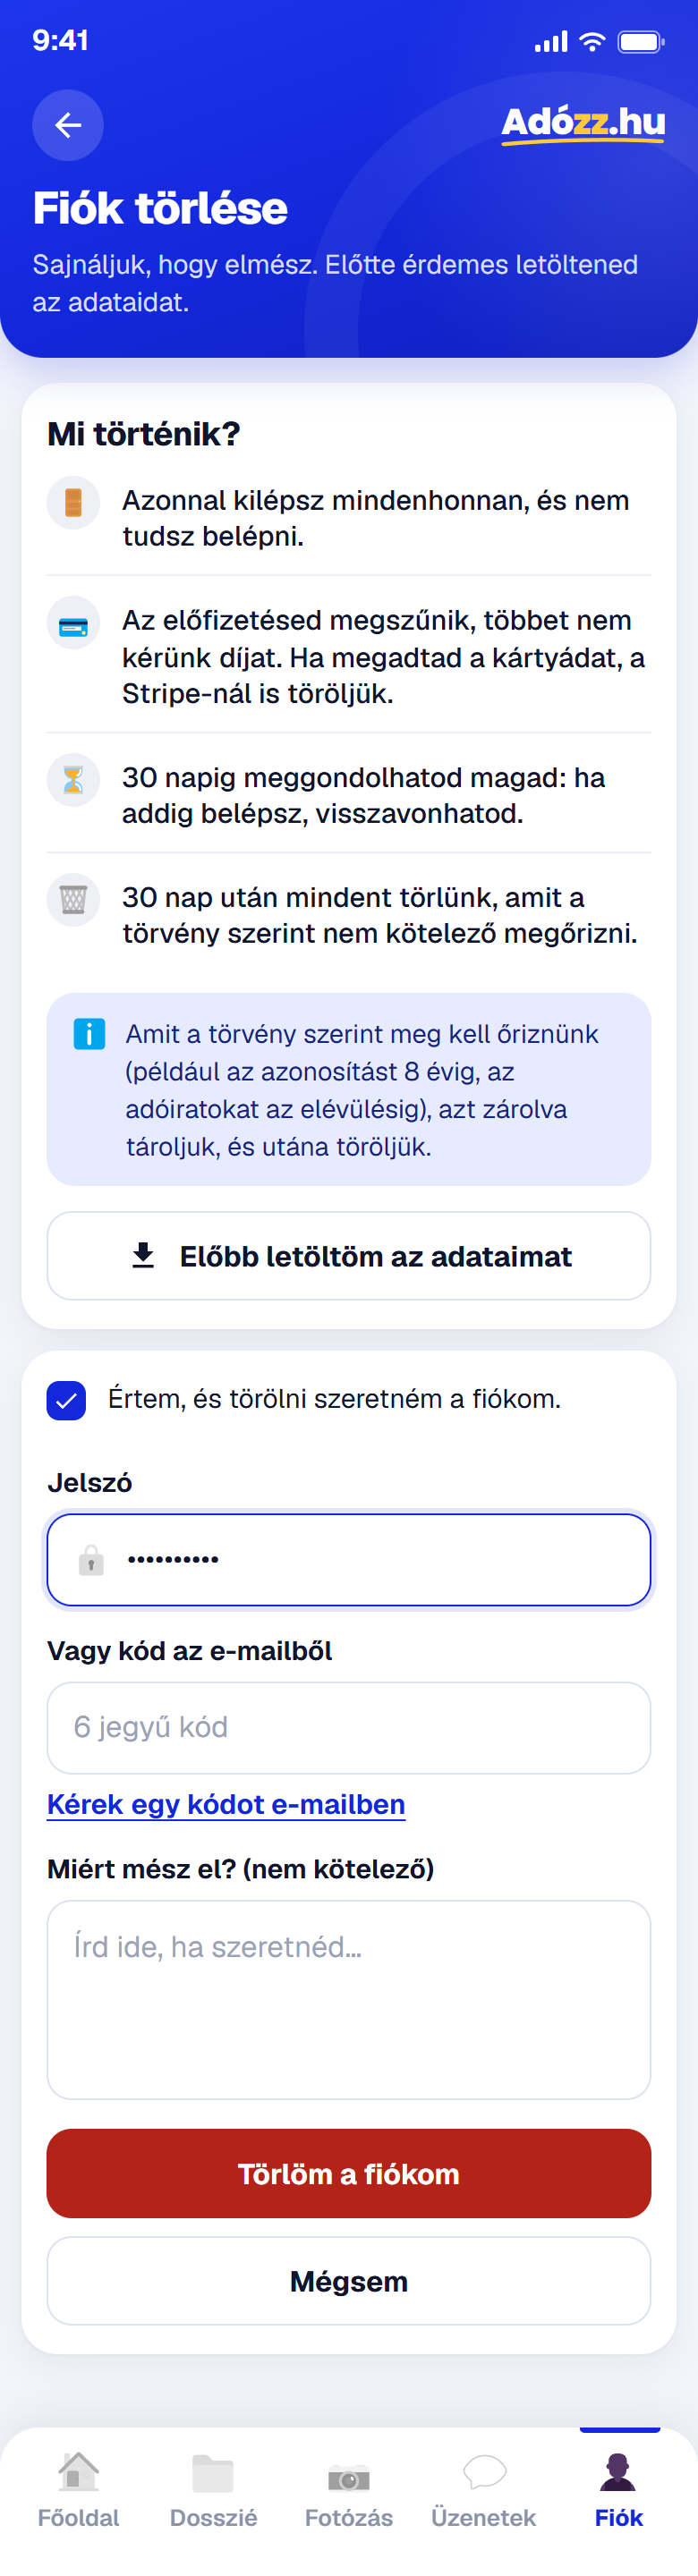 9:41
Adózz.hu
Fiók törlése
Sajnáljuk, hogy elmész. Előtte érdemes letöltened
az adataidat.
Mi történik?
Azonnal kilépsz mindenhonnan, és nem
tudsz belépni.
Az előfizetésed megszűnik, többet nem
kérünk díjat. Ha megadtad a kártyádat, a
Stripe-nál is töröljük.
30 napig meggondolhatod magad: ha
addig belépsz, visszavonhatod.
30 nap után mindent törlünk, amit a
törvény szerint nem kötelező megőrizni.
Amit a törvény szerint meg kell őriznünk
(például az azonosítást 8 évig, az
adóiratokat az elévülésig), azt zárolva
tároljuk, és utána töröljük.
Előbb letöltöm az adataimat
Értem, és törölni szeretném a fiókom.
Jelszó
••••••••••
Vagy kód az e-mailből
6 jegyű kód
Kérek egy kódot e-mailben
Miért mész el? (nem kötelező)
Írd ide, ha szeretnéd...
Törlöm a fiókom
Mégsem
Főoldal
Dosszié
Fotózás
Üzenetek
Fiók